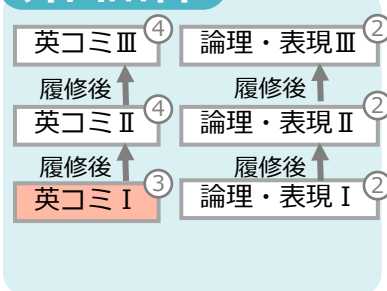 英コミⅢ ④ 論理・表現Ⅲ ②
履修後 履修後
英コミⅡ ④ 論理・表現Ⅱ ②
履修後 履修後
英コミⅠ ③ 論理・表現Ⅰ ②